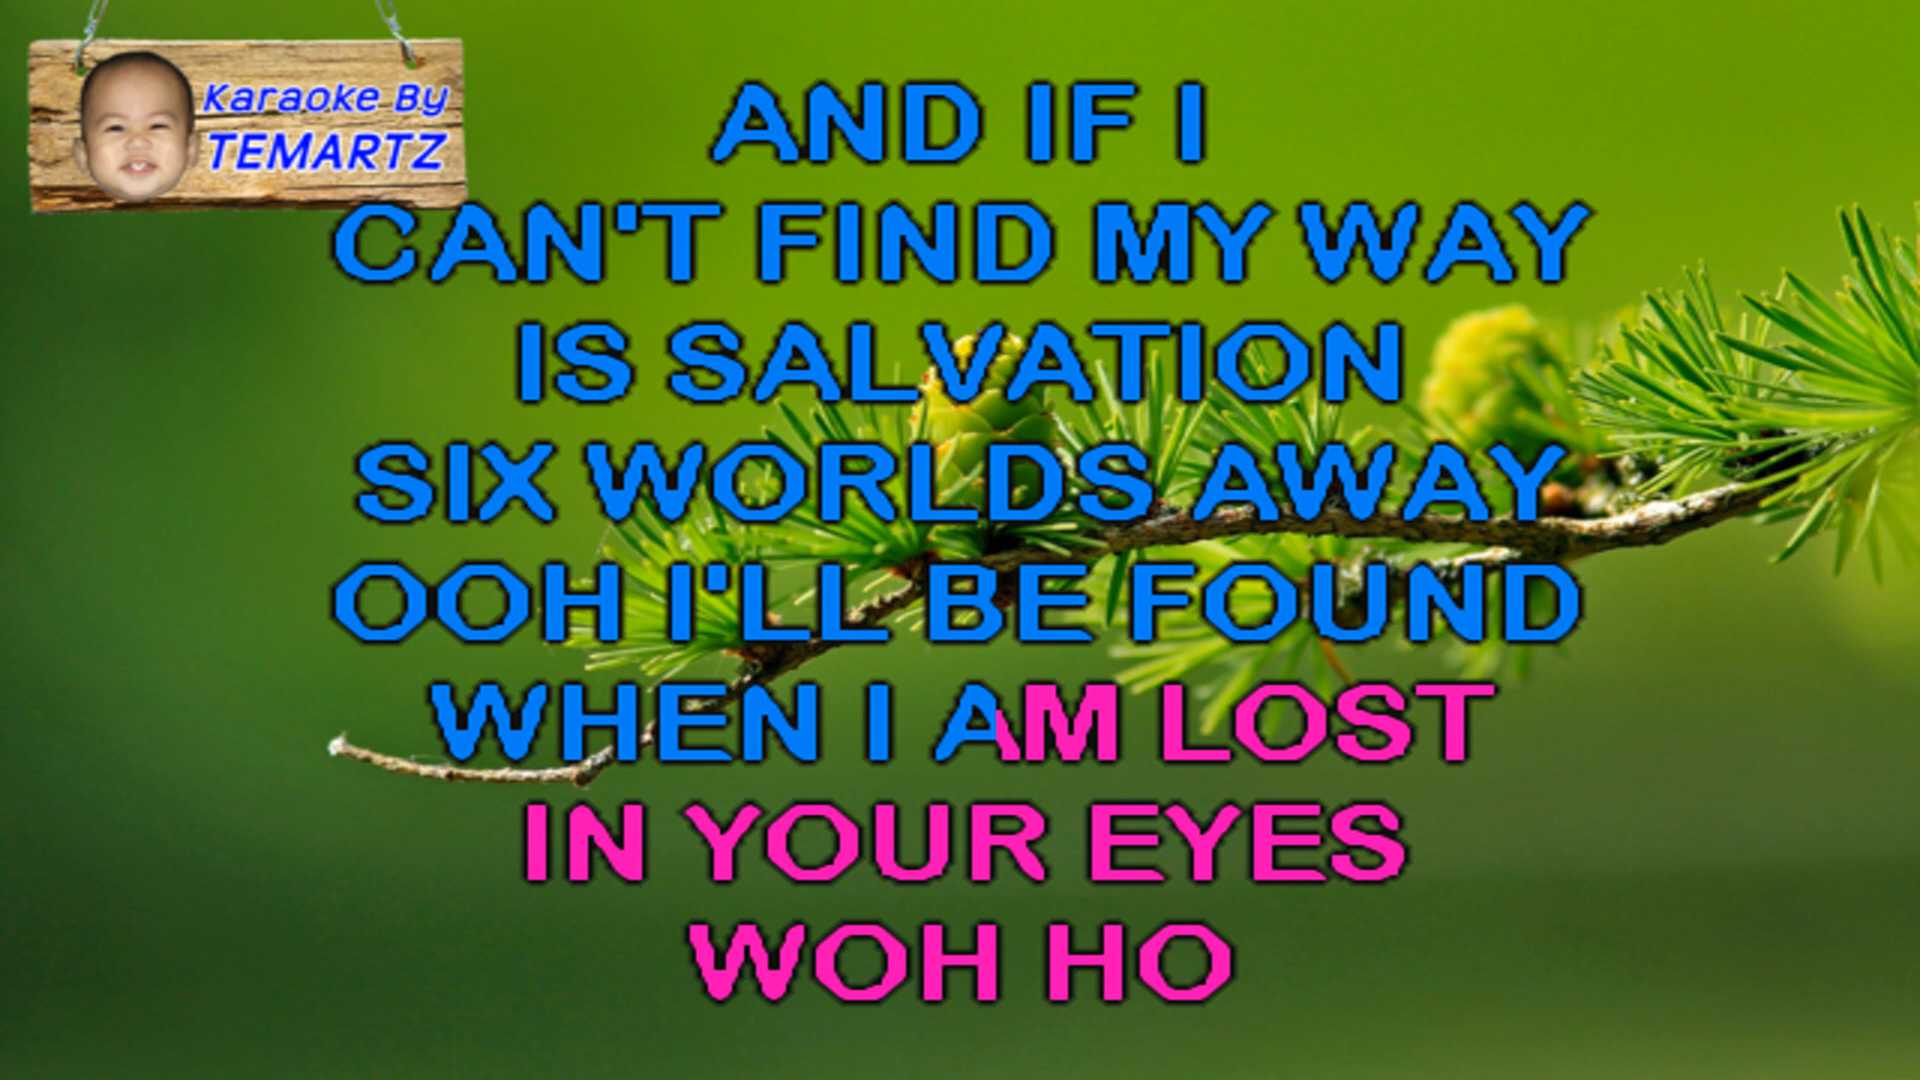 Karaoke By
TEMARTZ
AND IF I
CAN'T FIND MY WAY
IS SALVATION
SIX WORLDS AWAY
OOH I'LL BE FOUND
WHEN I AM LOST
IN YOUR EYES
WOH HO